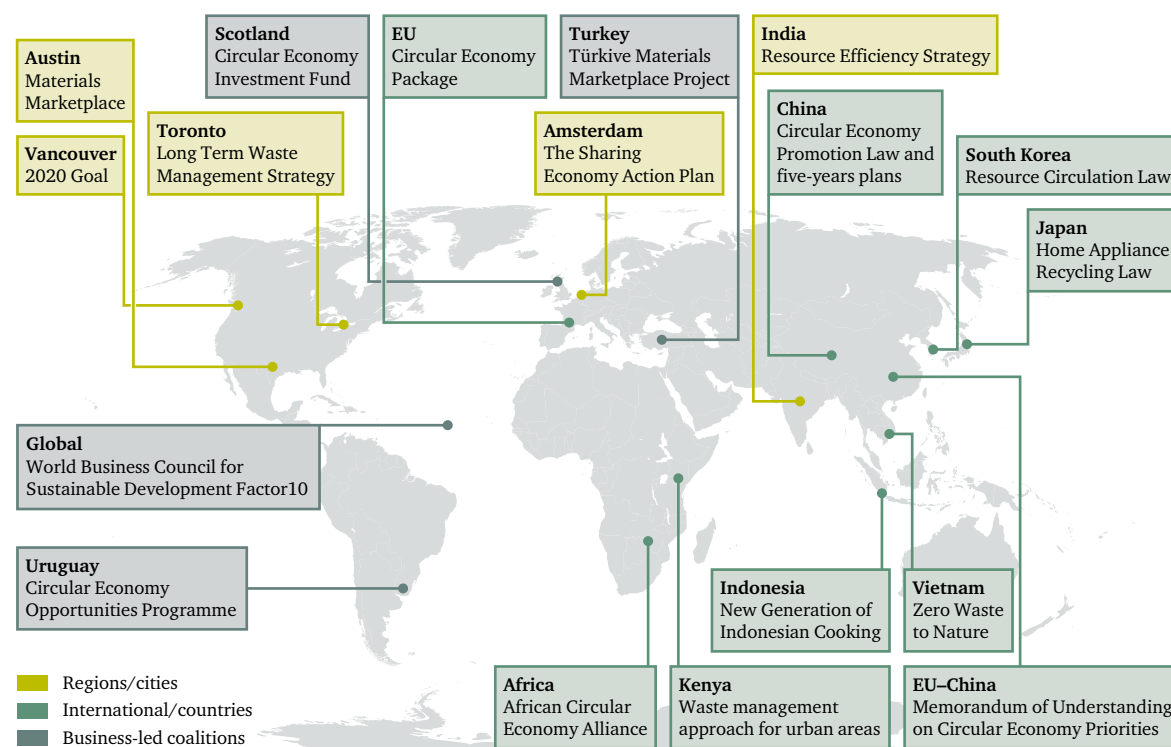 Austin
Materials
Marketplace
Scotland
Circular Economy
Investment Fund
EU
Circular Economy
Package
Turkey
Türkive Materials
Marketplace Project
India
Resource Efficiency Strategy
Vancouver
2020 Goal
Toronto
Long Term Waste
Management Strategy
Amsterdam
The Sharing
Economy Action Plan
China
Circular Economy
Promotion Law and
five-years plans
South Korea
Resource Circulation Law
Japan
Home Appliance
Recycling Law
Global
World Business Council for
Sustainable Development Factor10
Uruguay
Circular Economy
Opportunities Programme
Indonesia
New Generation of
Indonesian Cooking
Vietnam
Zero Waste
to Nature
Africa
African Circular
Economy Alliance
Kenya
Waste management
approach for urban areas
EU–China
Memorandum of Understanding
on Circular Economy Priorities
Regions/cities
International/countries
Business-led coalitions